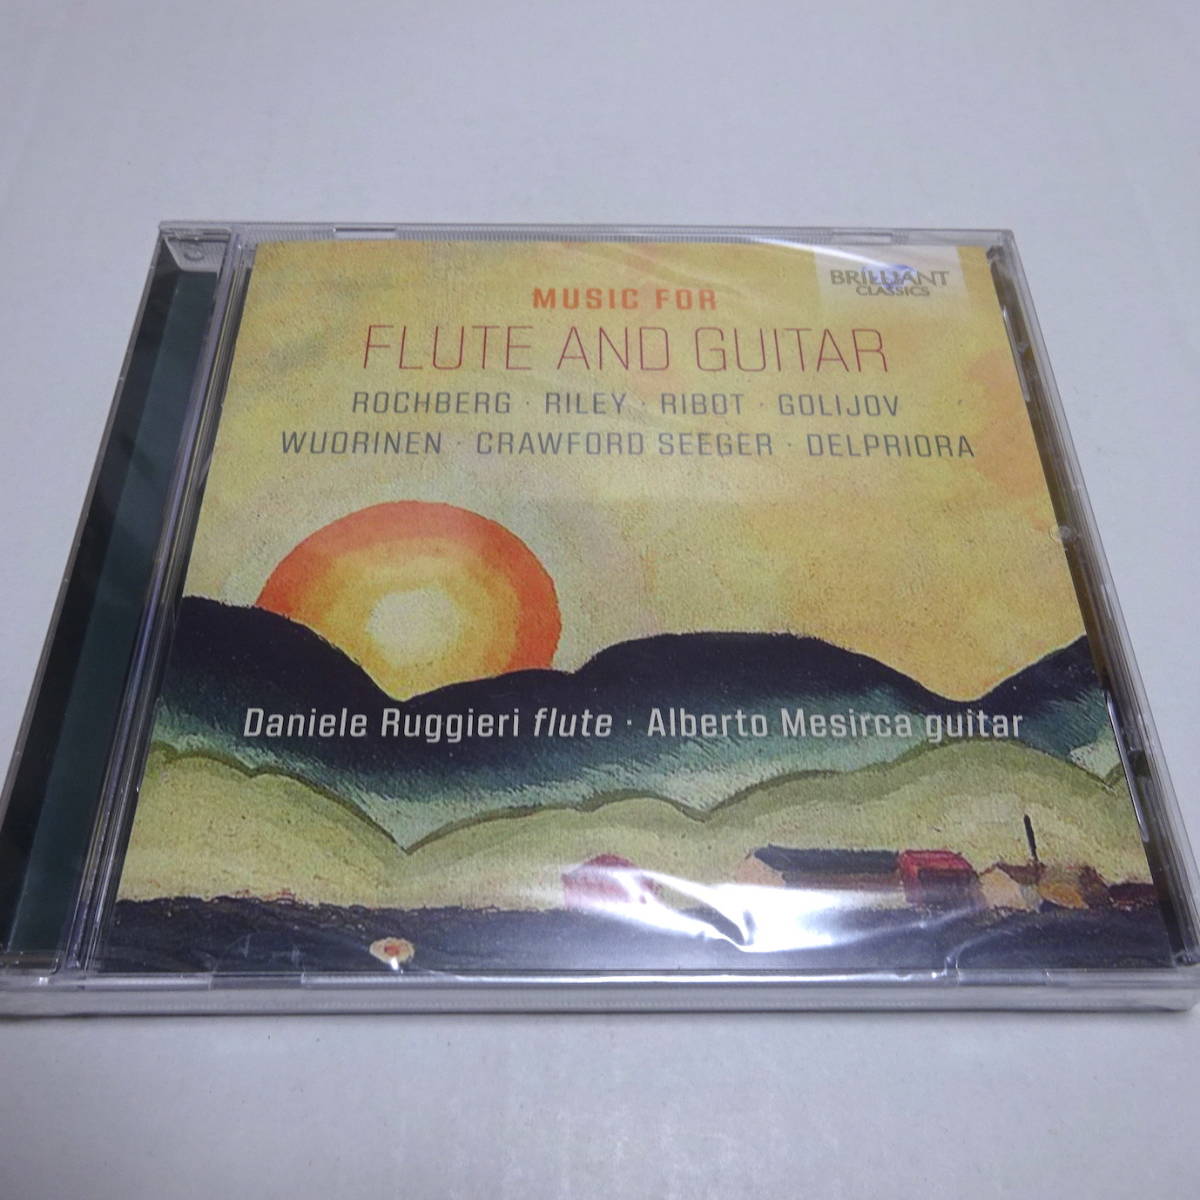 BRILLIANT
CLASSICS
MUSIC FOR
FLUTE AND GUITAR
ROCHBERG · RILEY · RIBOT · GOLIJOV
WUORINEN · CRAWFORD SEEGER · DELPRIORA
Daniele Ruggieri flute · Alberto Mesirca guitar